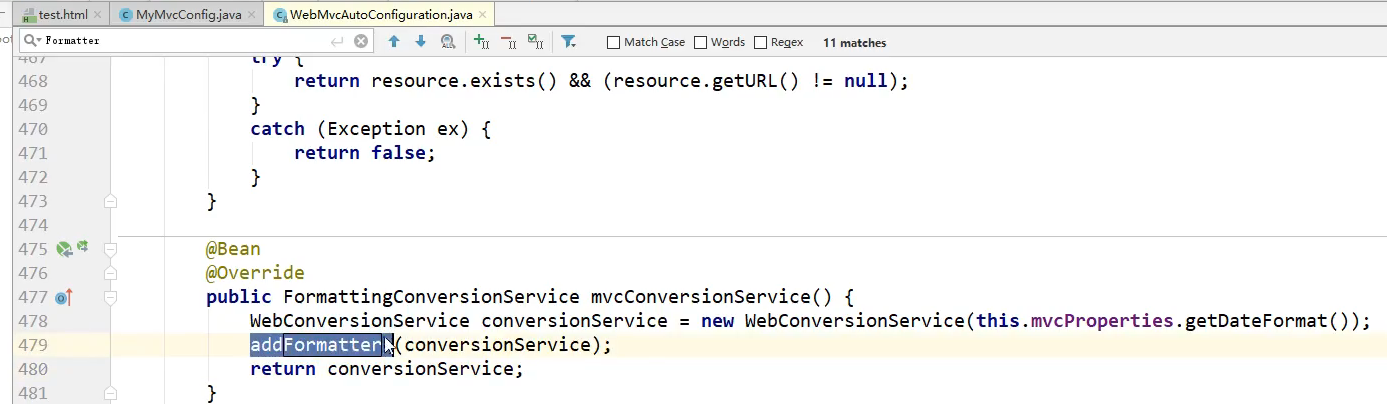 test.html
MyMvcConfig.java
WebMvcAutoConfiguration.java
Formatter
Match Case
Words
Regex
11 matches
467 try {
468 return resource.exists() && (resource.getURL() != null);
469 }
470 catch (Exception ex) {
471 return false;
472 }
473 }
474
475 @Bean
476 @Override
477 public FormattingConversionService mvcConversionService() {
478 WebConversionService conversionService = new WebConversionService(this.mvcProperties.getDateFormat());
479 addFormatters(conversionService);
480 return conversionService;
481 }